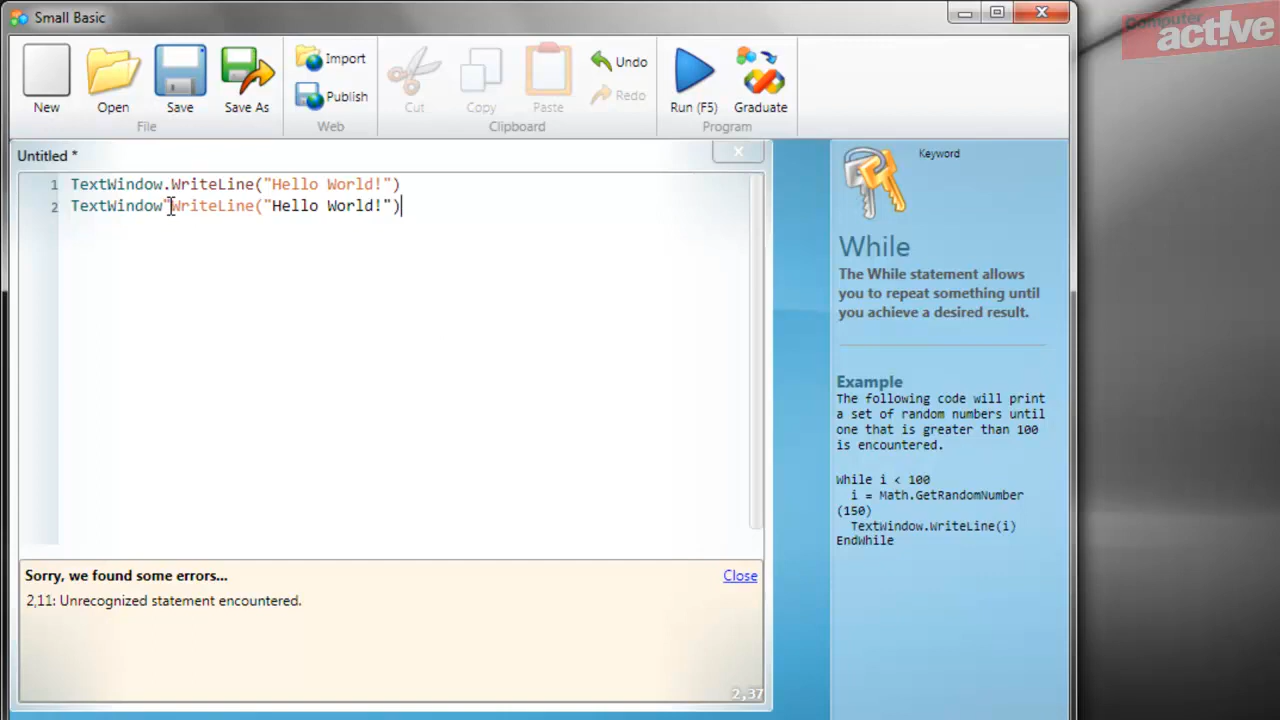 Small Basic
Computer
act!ve
New
Open
Save
Save As
Import
Publish
Cut
Copy
Paste
Undo
Redo
Run (F5)
Graduate
File
Web
Clipboard
Program
Untitled *
1 TextWindow.WriteLine("Hello World!")
2 TextWindow"WriteLine("Hello World!")
Sorry, we found some errors...
Close
2,11: Unrecognized statement encountered.
2,37
Keyword
While
The While statement allows
you to repeat something until
you achieve a desired result.
Example
The following code will print
a set of random numbers until
one that is greater than 100
is encountered.
While i < 100
i = Math.GetRandomNumber
(150)
TextWindow.WriteLine(i)
EndWhile